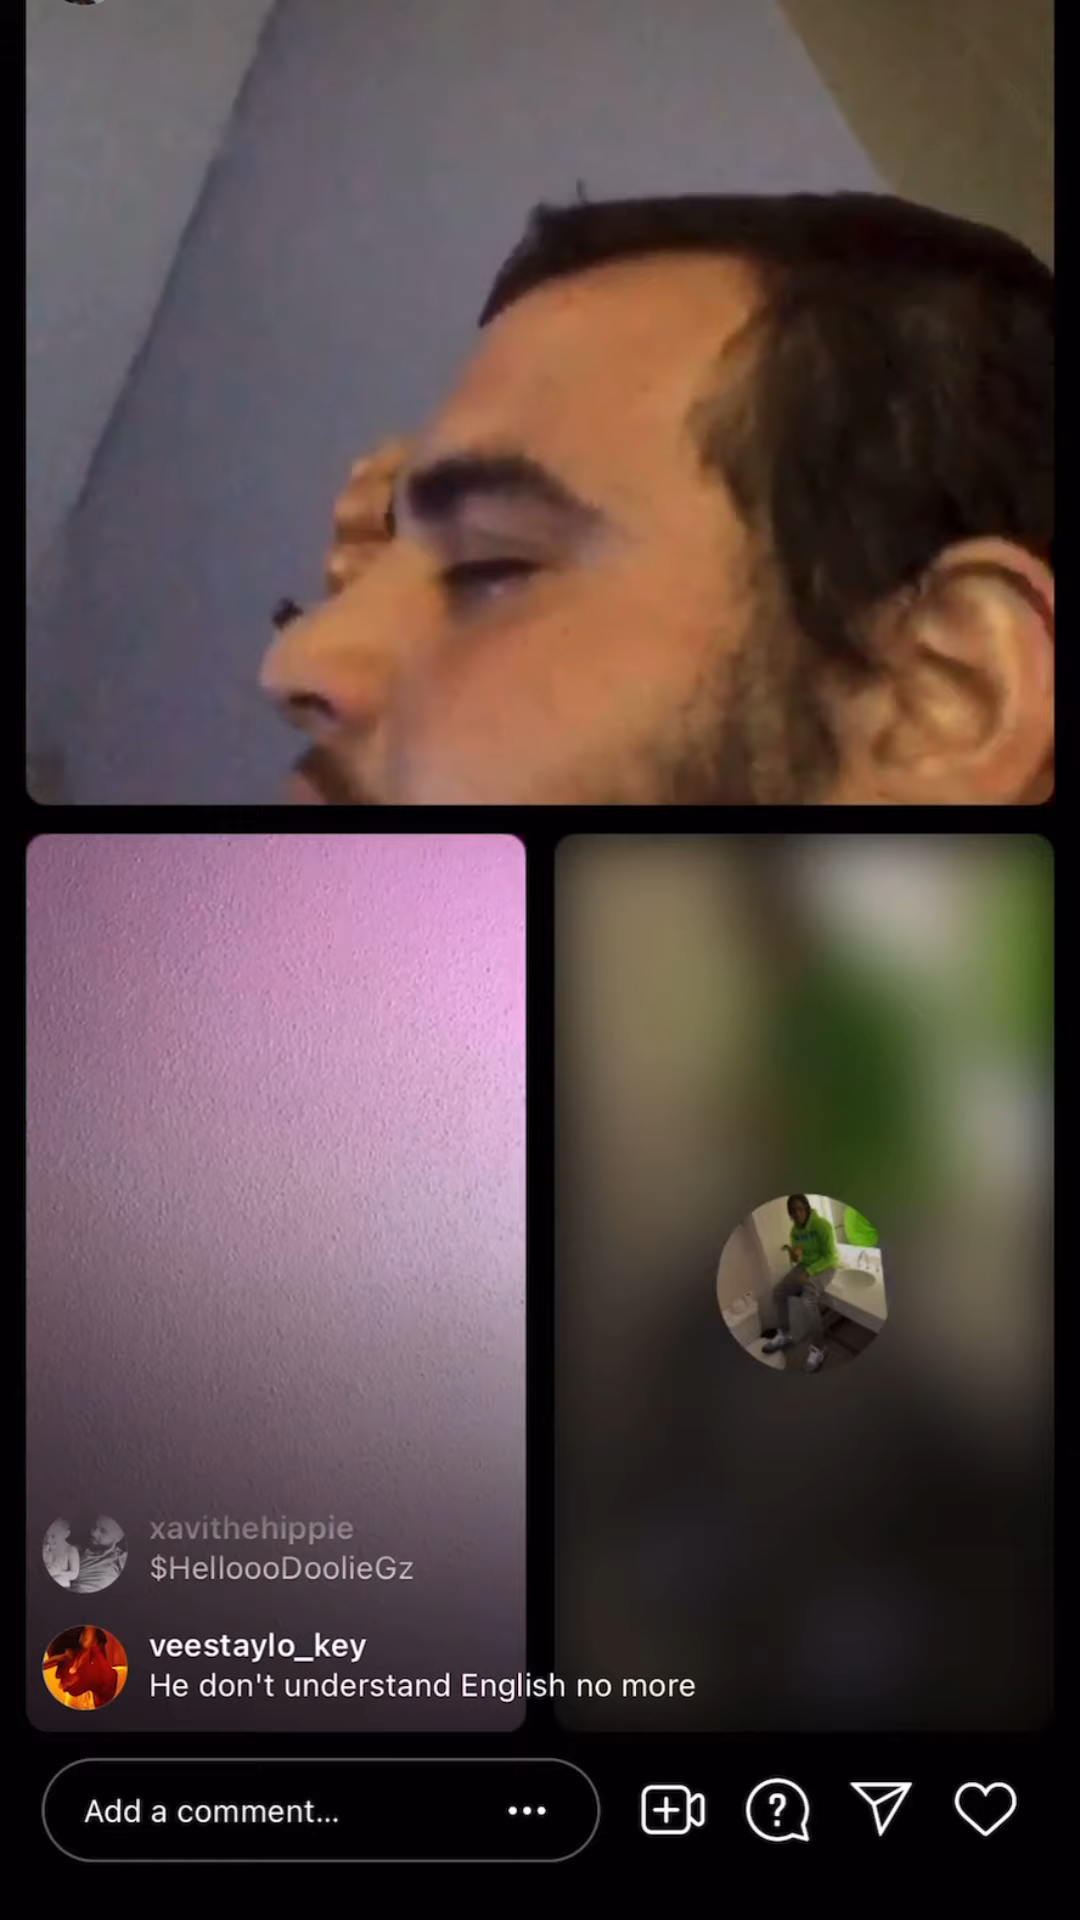 xavithehippie
$HelloooDoolieGz
veestaylo_key
He don't understand English no more
Add a comment...